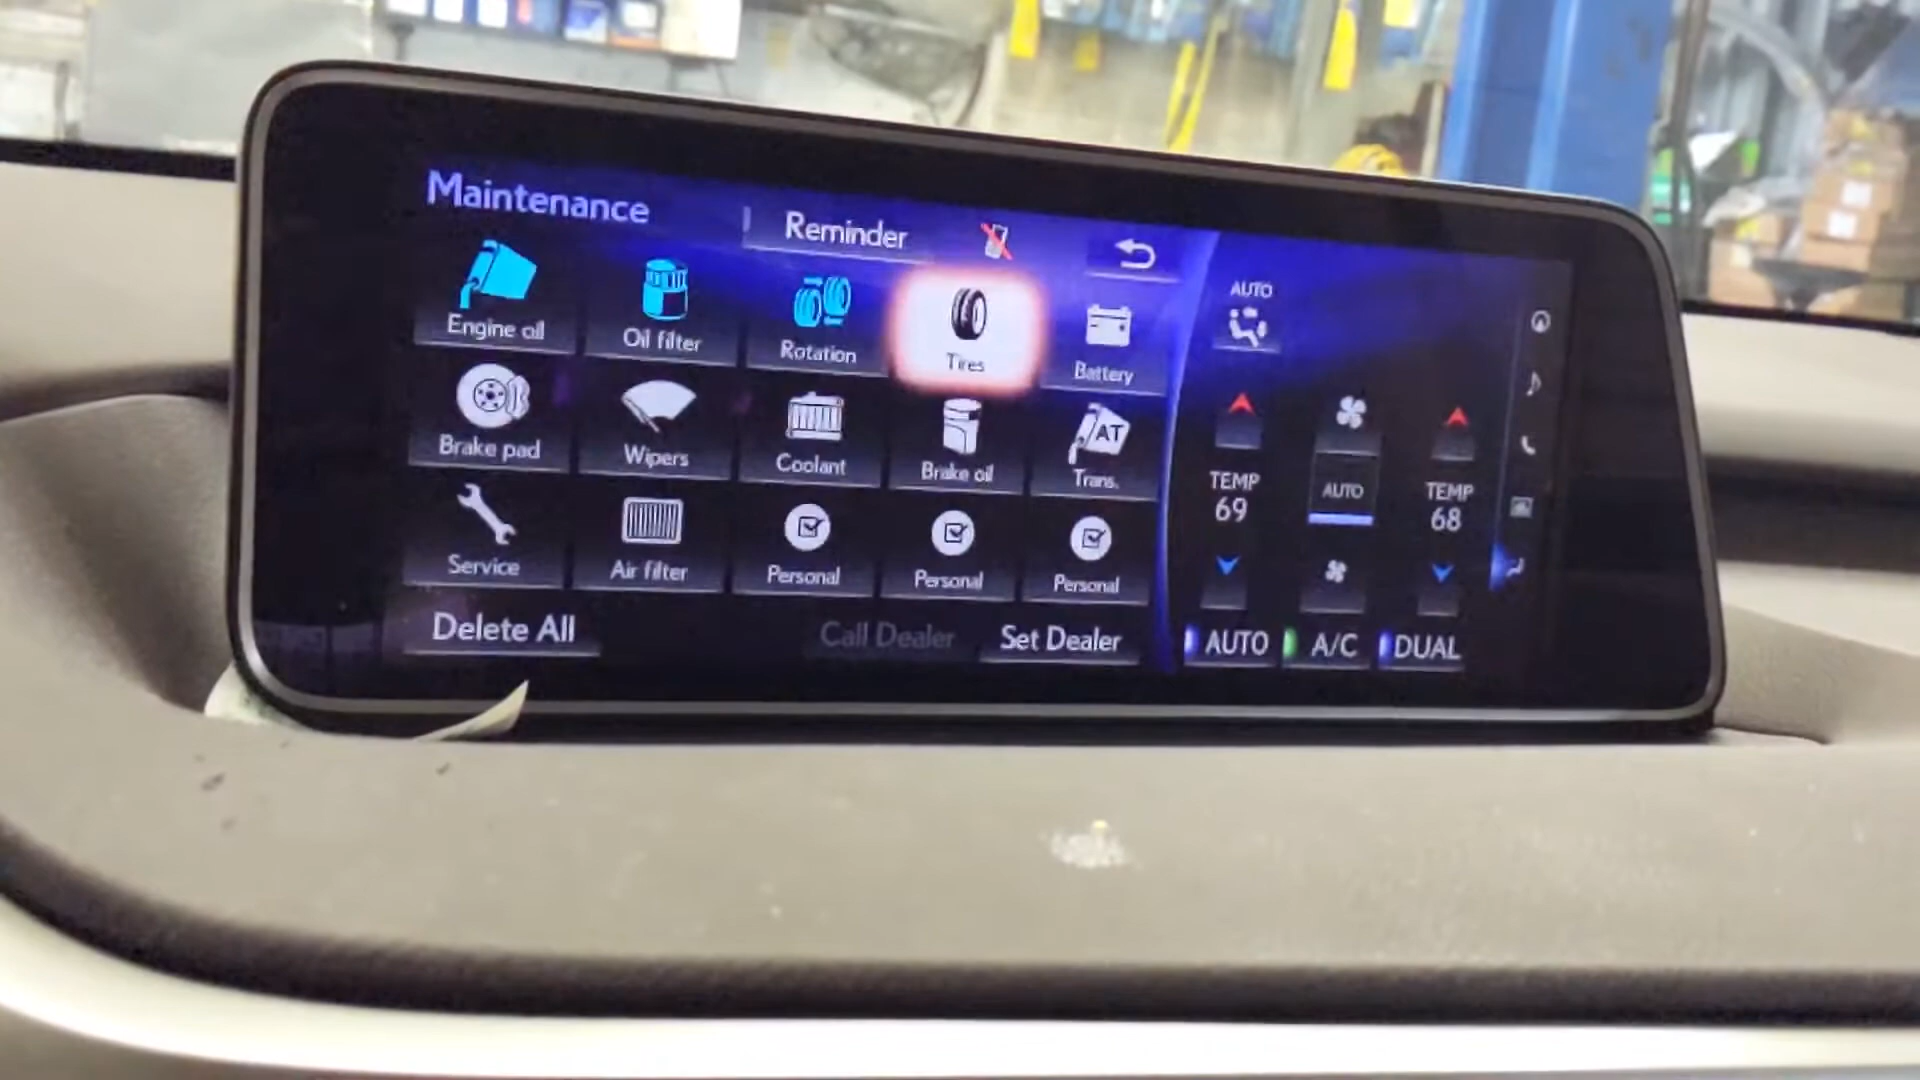 Maintenance
Reminder
Engine oil
Oil filter
Rotation
Tires
Battery
Brake pad
Wipers
Coolant
Brake oil
AT
Trans.
Service
Air filter
Personal
Personal
Personal
Delete All
Call Dealer
Set Dealer
AUTO
TEMP
69
AUTO
TEMP
68
AUTO
A/C
DUAL